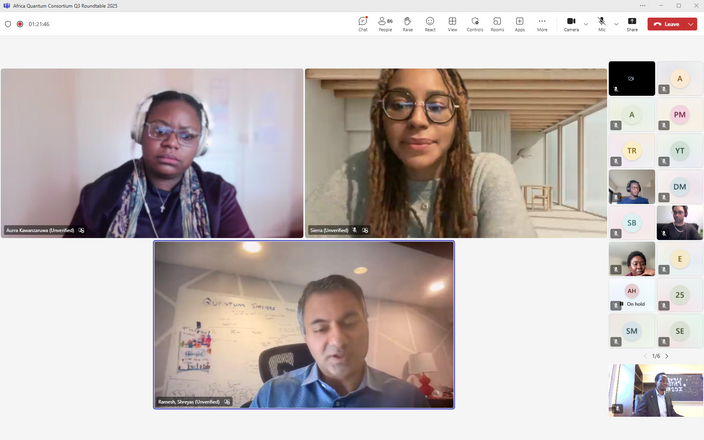 Africa Quantum Consortium Q3 Roundtable 2025
01:21:46
Chat
86
People
Raise
React
View
Controls
Rooms
Apps
More
Camera
Mic
Share
Leave
A
A
PM
TR
YT
DM
SB
E
AH
On hold
25
SM
SE
1/6
Aurra Kawanzaruwa (Unverified)
Sierra (Unverified)
Quantum
Ramesh, Shreyas (Unverified)